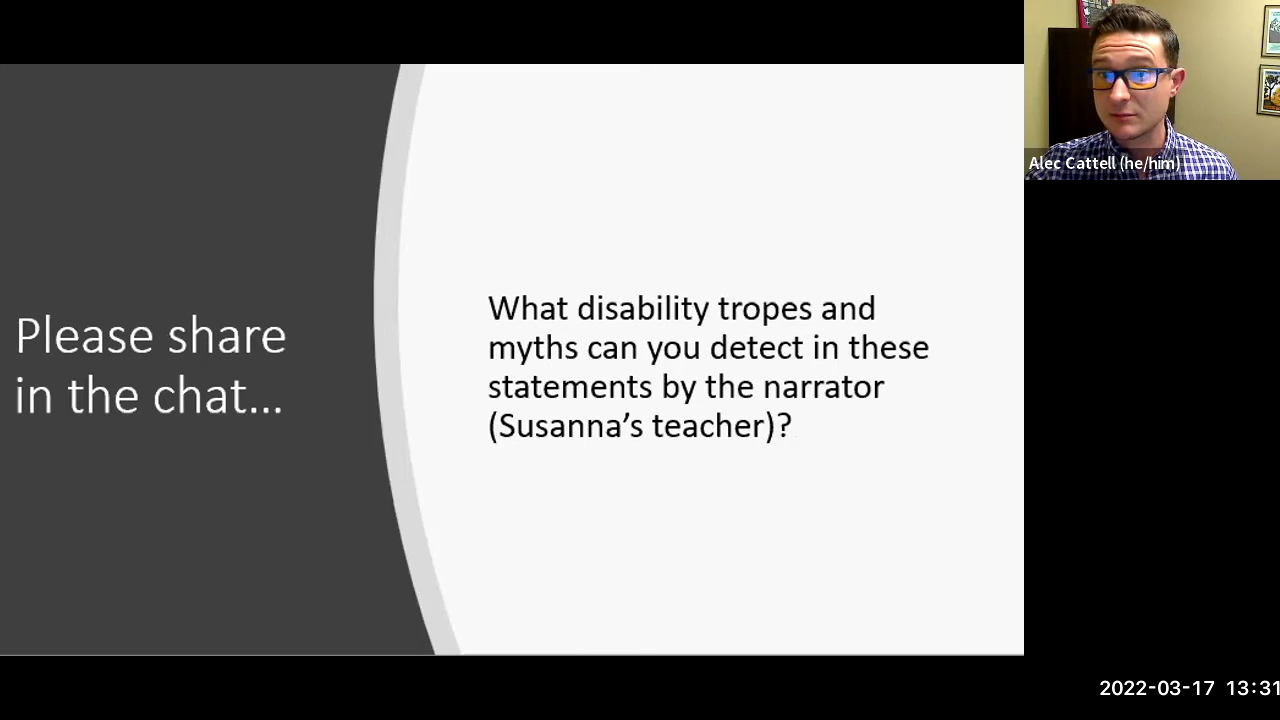 Please share
in the chat...
What disability tropes and
myths can you detect in these
statements by the narrator
(Susanna’s teacher)?
Alec Cattell (he/him)
2022-03-17 13:31